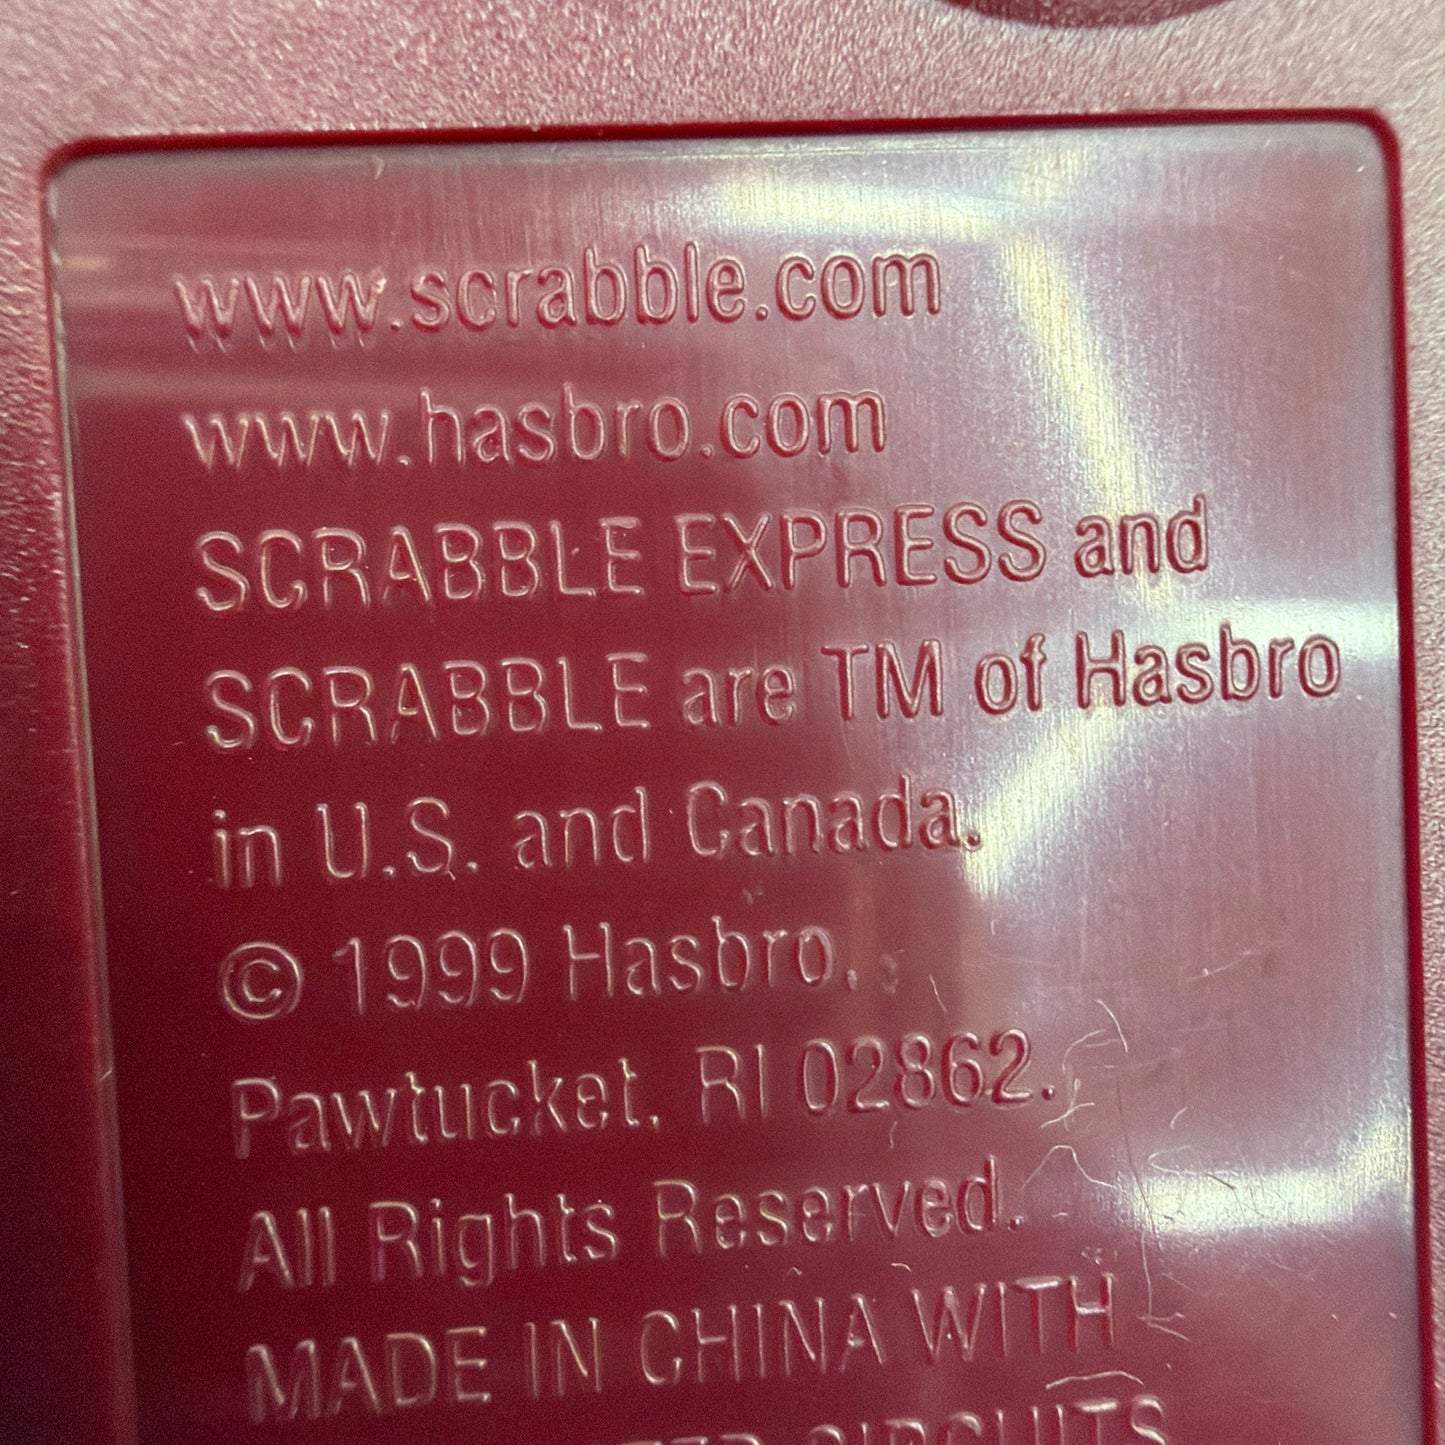 www.scrabble.com
www.hasbro.com
SCRABBLE EXPRESS and
SCRABBLE are TM of Hasbro
in U.S. and Canada.
© 1999 Hasbro,
Pawtucket, RI 02862.
All Rights Reserved.
MADE IN CHINA WITH
CIRCUITS